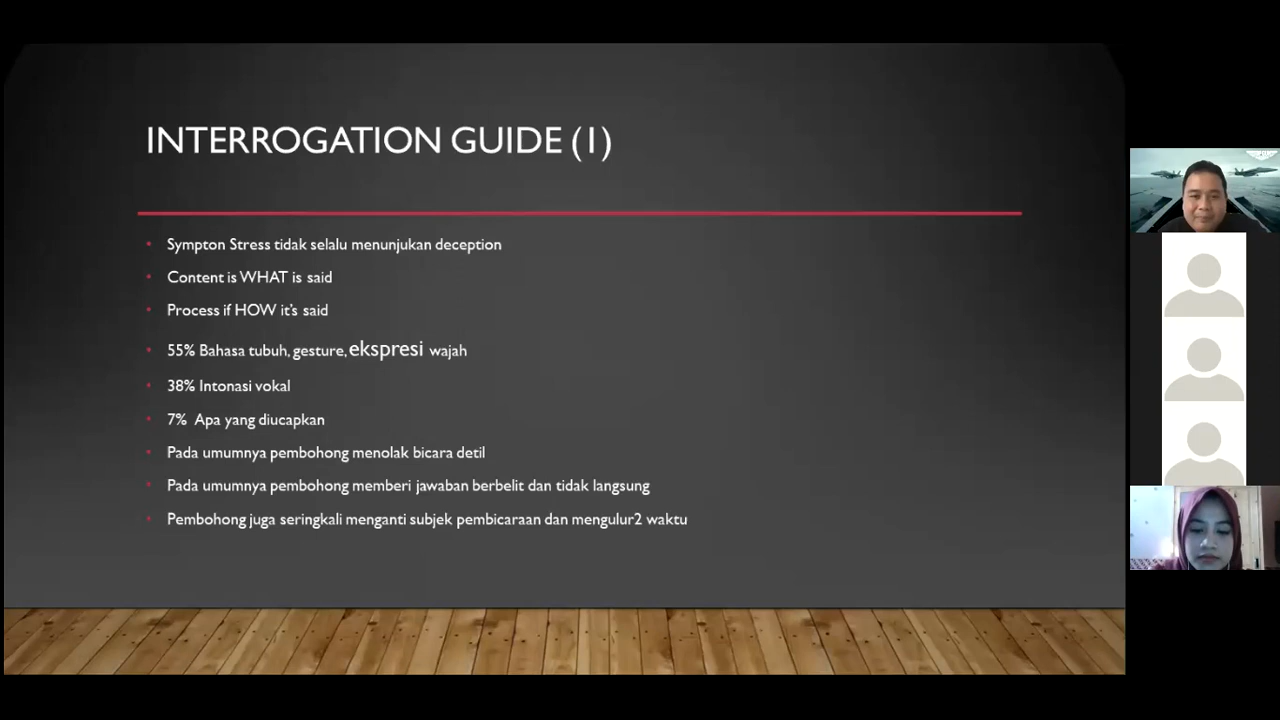 INTERROGATION GUIDE (1)
Sympton Stress tidak selalu menunjukan deception
Content is WHAT is said
Process if HOW it's said
55% Bahasa tubuh, gesture, ekspresi wajah
38% Intonasi vokal
7% Apa yang diucapkan
Pada umumnya pembohong menolak bicara detil
Pada umumnya pembohong memberi jawaban berbelit dan tidak langsung
Pembohong juga seringkali menganti subjek pembicaraan dan mengulur2 waktu